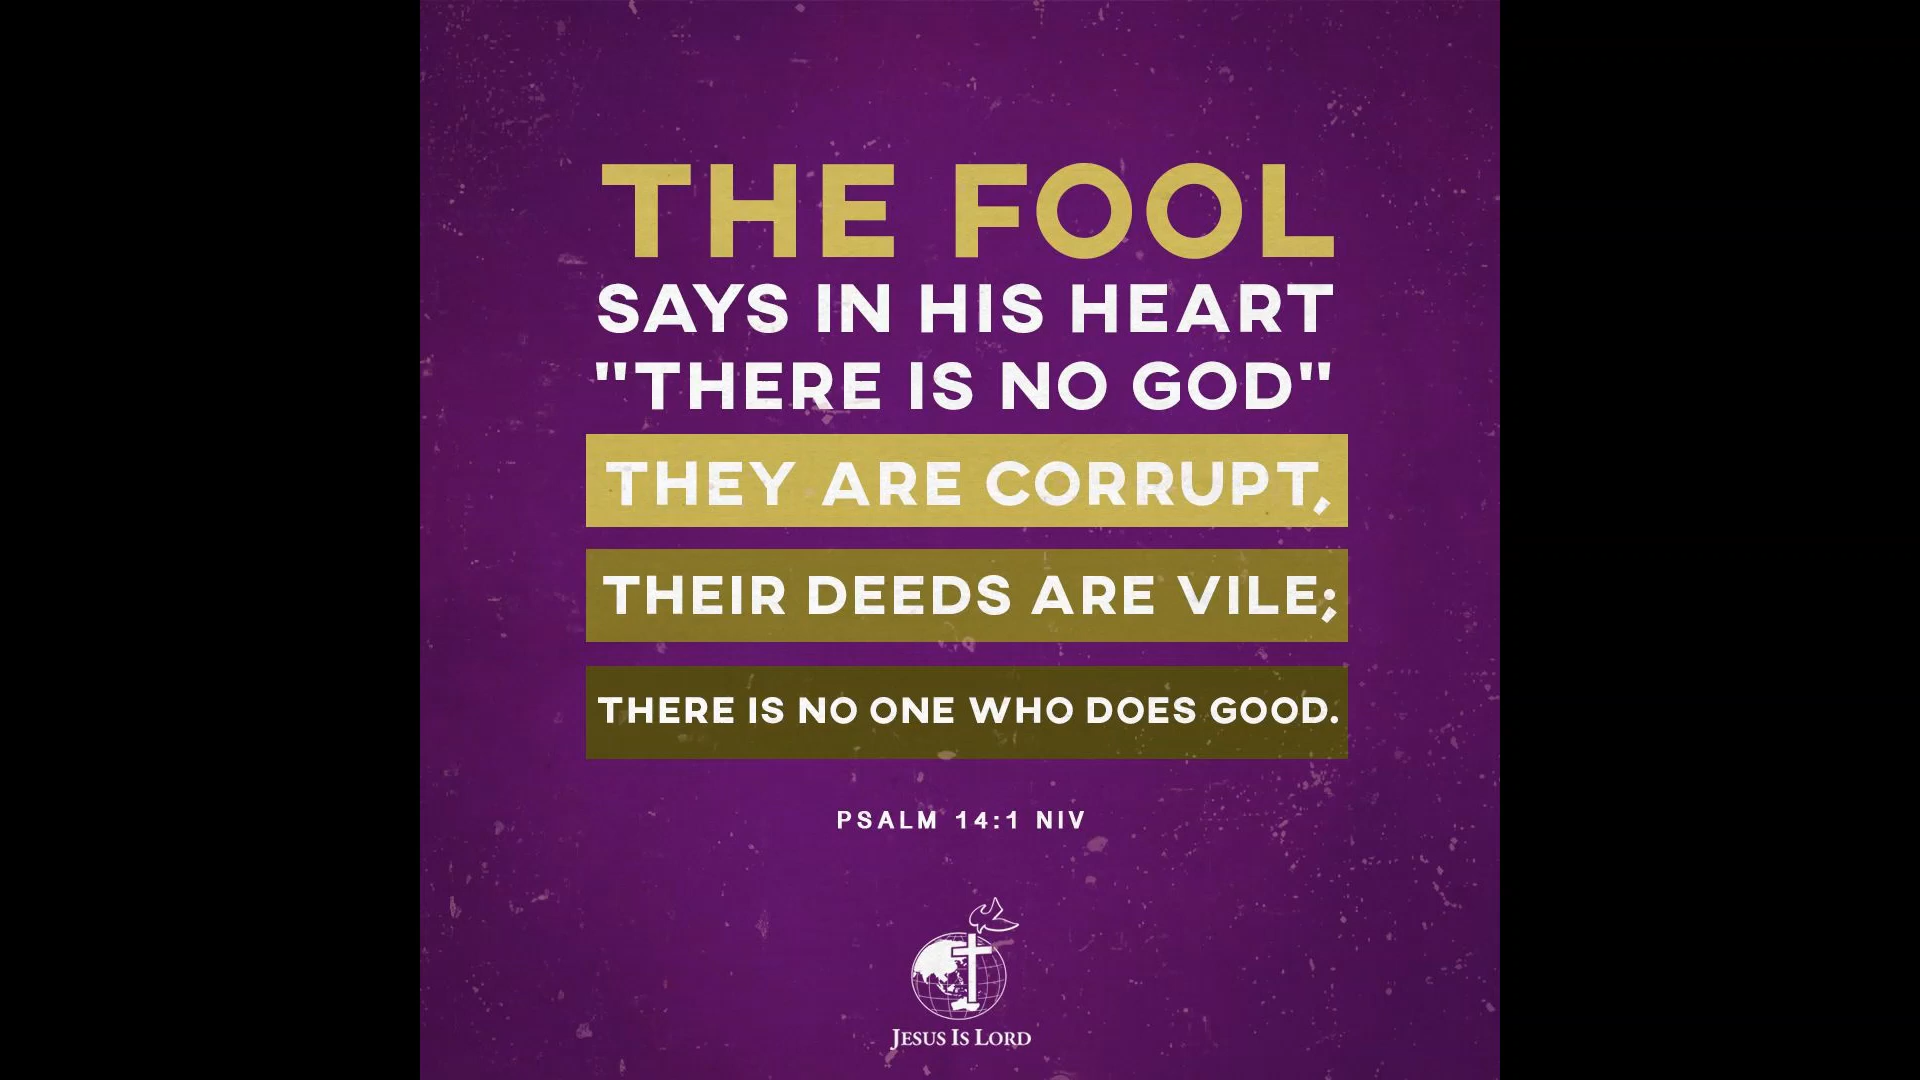 THE FOOL
SAYS IN HIS HEART
"THERE IS NO GOD"
THEY ARE CORRUPT,
THEIR DEEDS ARE VILE;
THERE IS NO ONE WHO DOES GOOD.
PSALM 14:1 NIV
JESUS IS LORD